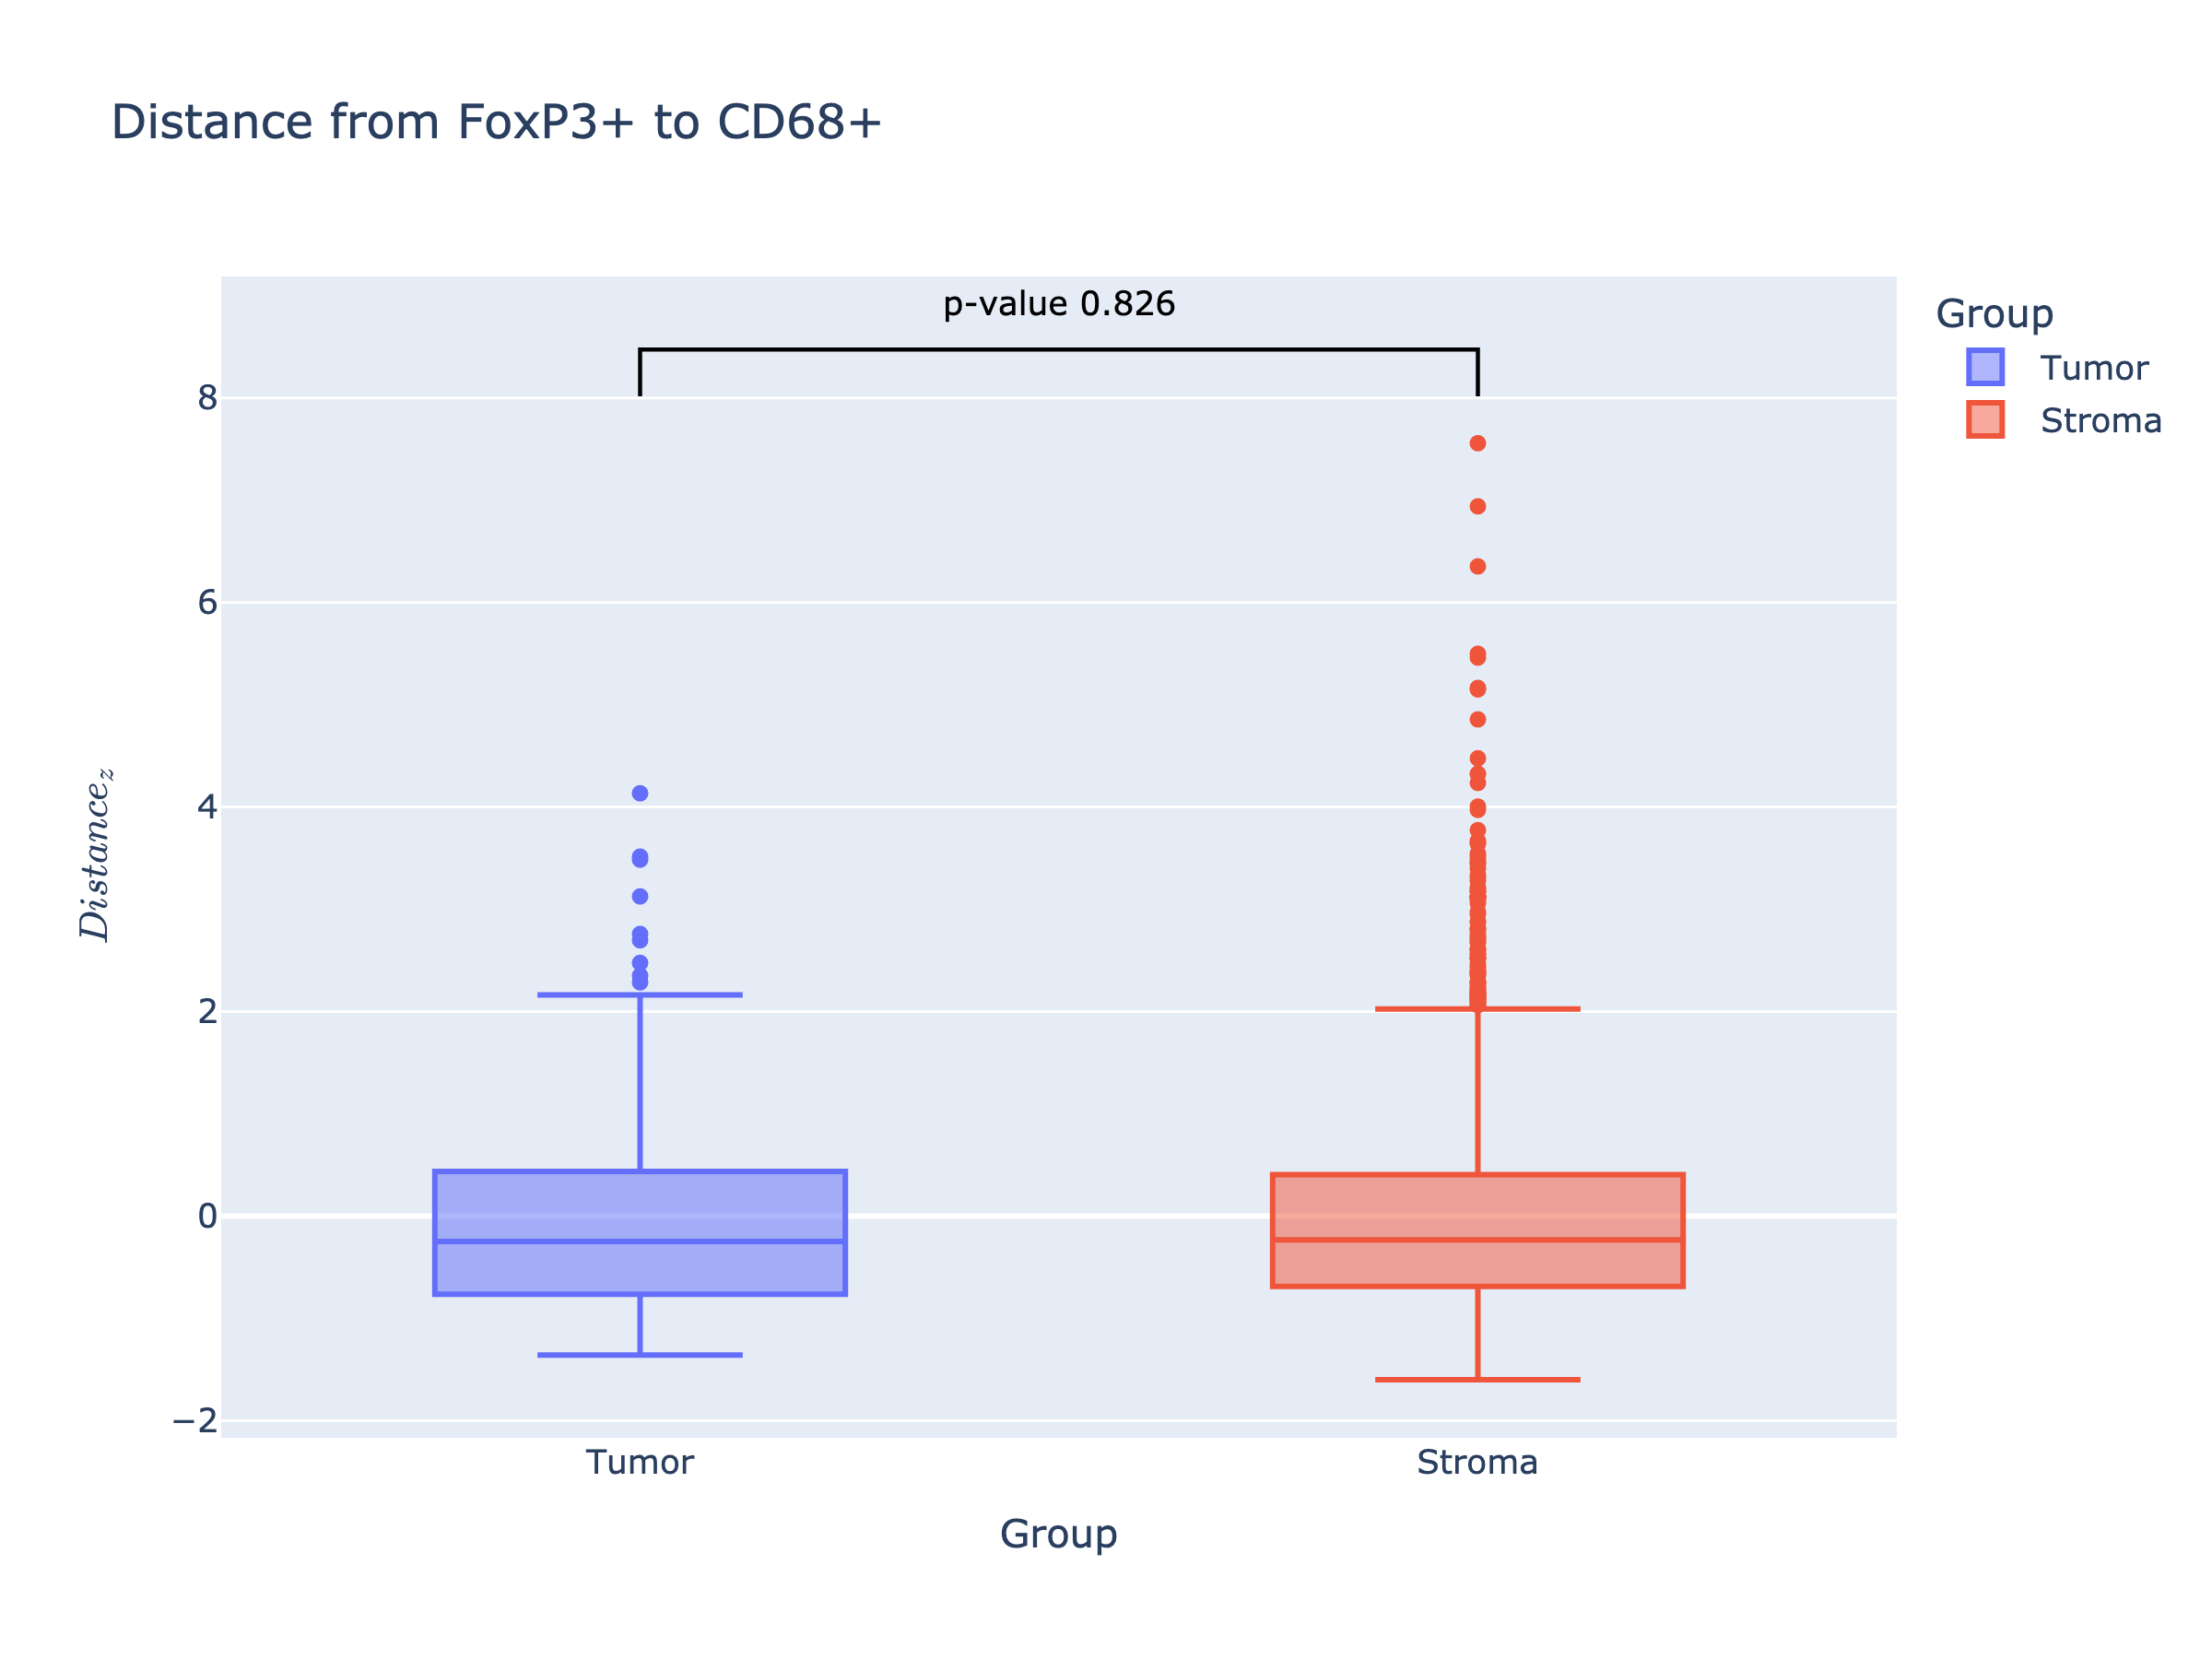 Distance from FoxP3+ to CD68+
p-value 0.826
Group
Tumor
Stroma
8
6
4
2
0
−2
Distance_z
Tumor
Stroma
Group